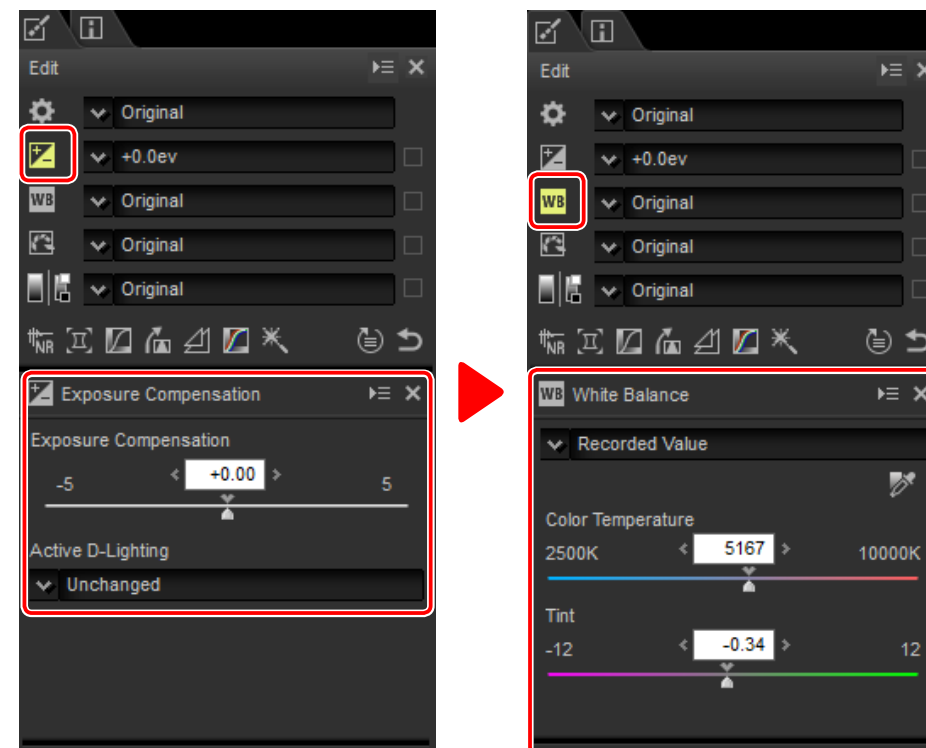 Edit
Original
+0.0ev
WB
Original
Original
Original
NR
Exposure Compensation
Exposure Compensation
-5
+0.00
5
Active D-Lighting
Unchanged
Edit
Original
+0.0ev
WB
Original
Original
Original
NR
WB White Balance
Recorded Value
Color Temperature
2500K
5167
10000K
Tint
-12
-0.34
12